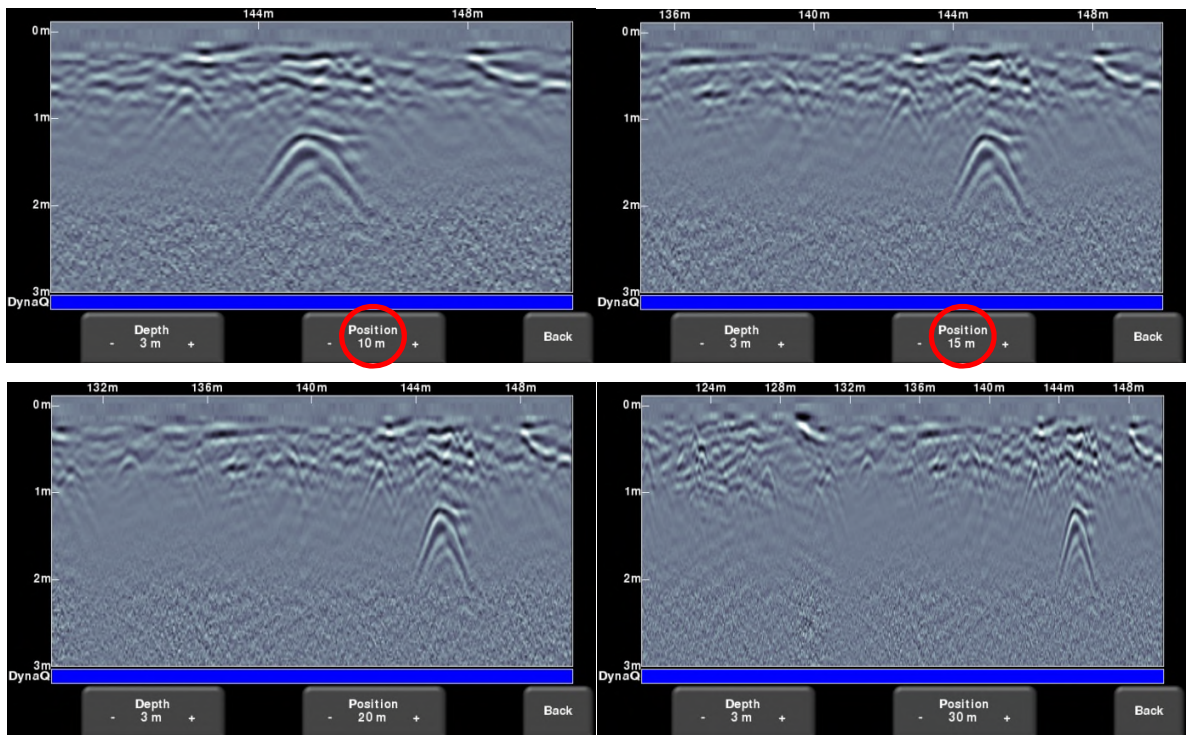 144m 148m
0m
1m
2m
3m
DynaQ
Depth Position
- 3 m + - 10 m + Back
136m 140m 144m 148m
0m
1m
2m
3m
DynaQ
Depth Position
- 3 m + - 15 m + Back
132m 136m 140m 144m 148m
0m
1m
2m
3m
DynaQ
Depth Position
- 3 m + - 20 m + Back
124m 128m 132m 136m 140m 144m 148m
0m
1m
2m
3m
DynaQ
Depth Position
- 3 m + - 30 m + Back